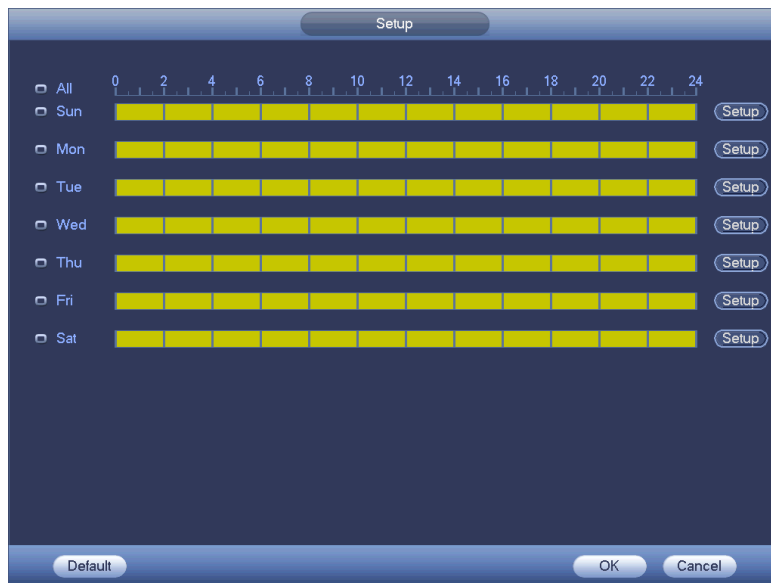 Setup
All 0 2 4 6 8 10 12 14 16 18 20 22 24
Sun Setup
Mon Setup
Tue Setup
Wed Setup
Thu Setup
Fri Setup
Sat Setup
Default OK Cancel